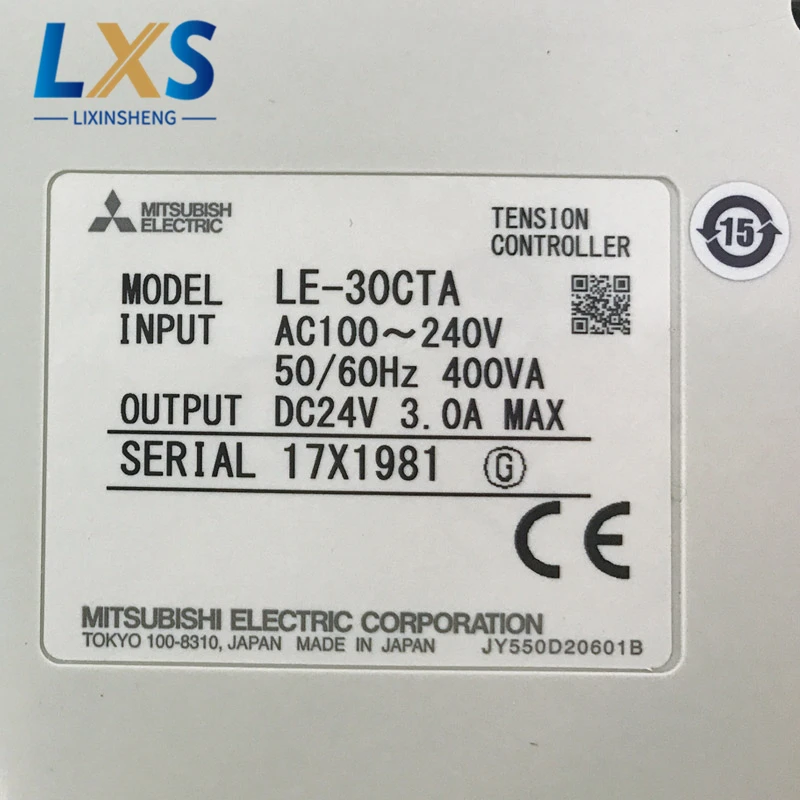 LXS
LIXINSHENG
MITSUBISHI
ELECTRIC
TENSION
CONTROLLER
15
MODEL LE-30CTA
INPUT AC100～240V
50/60Hz 400VA
OUTPUT DC24V 3.0A MAX
SERIAL 17X1981 G
CE
MITSUBISHI ELECTRIC CORPORATION
TOKYO 100-8310, JAPAN MADE IN JAPAN JY550D20601B